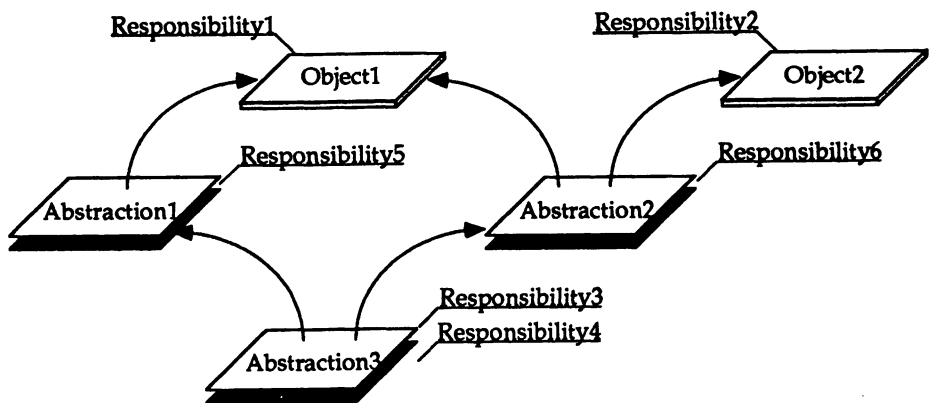 Responsibility1
Responsibility2
Object1
Object2
Responsibility5
Responsibility6
Abstraction1
Abstraction2
Responsibility3
Responsibility4
Abstraction3